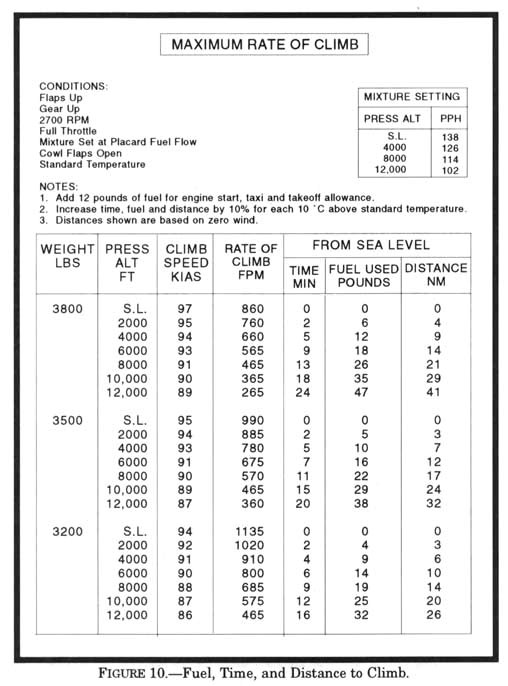 MAXIMUM RATE OF CLIMB
CONDITIONS:
Flaps Up
Gear Up
2700 RPM
Full Throttle
Mixture Set at Placard Fuel Flow
Cowl Flaps Open
Standard Temperature
MIXTURE SETTING
PRESS ALT PPH
S.L. 138
4000 126
8000 114
12,000 102
NOTES:
1. Add 12 pounds of fuel for engine start, taxi and takeoff allowance.
2. Increase time, fuel and distance by 10% for each 10 °C above standard temperature.
3. Distances shown are based on zero wind.
WEIGHT LBS PRESS ALT FT CLIMB SPEED KIAS RATE OF CLIMB FPM FROM SEA LEVEL
TIME MIN FUEL USED POUNDS DISTANCE NM
3800 S.L. 97 860 0 0 0
2000 95 760 2 6 4
4000 94 660 5 12 9
6000 93 565 9 18 14
8000 91 465 13 26 21
10,000 90 365 18 35 29
12,000 89 265 24 47 41
3500 S.L. 95 990 0 0 0
2000 94 885 2 5 3
4000 93 780 5 10 7
6000 91 675 7 16 12
8000 90 570 11 22 17
10,000 89 465 15 29 24
12,000 87 360 20 38 32
3200 S.L. 94 1135 0 0 0
2000 92 1020 2 4 3
4000 91 910 4 9 6
6000 90 800 6 14 10
8000 88 685 9 19 14
10,000 87 575 12 25 20
12,000 86 465 16 32 26
FIGURE 10.—Fuel, Time, and Distance to Climb.